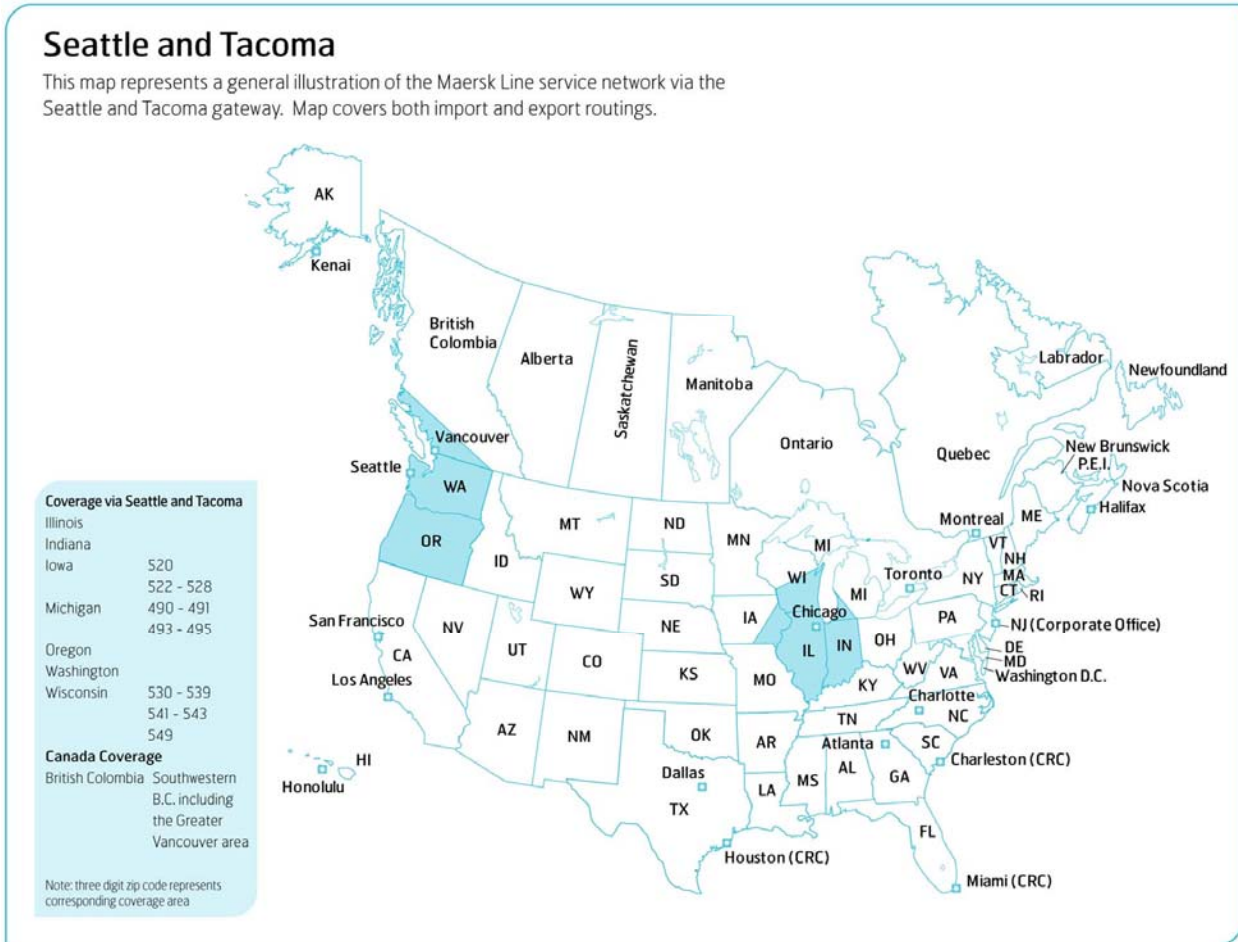 Seattle and Tacoma
This map represents a general illustration of the Maersk Line service network via the
Seattle and Tacoma gateway. Map covers both import and export routings.
AK
Kenai
British
Colombia
Alberta
Saskatchewan
Manitoba
Ontario
Quebec
Labrador
Newfoundland
New Brunswick
P.E.I.
Nova Scotia
Halifax
Vancouver
Seattle
WA
OR
ID
MT
ND
MN
WY
SD
WI
MI
MI
Toronto
Montreal
VT
NH
ME
NY
MA
CT
RI
San Francisco
CA
NV
UT
CO
NE
IA
Chicago
IL
IN
OH
PA
NJ (Corporate Office)
DE
MD
Washington D.C.
WV
VA
Los Angeles
AZ
NM
KS
MO
KY
Charlotte
NC
TN
OK
AR
Atlanta
SC
Charleston (CRC)
HI
Honolulu
Dallas
TX
LA
MS
AL
GA
FL
Houston (CRC)
Miami (CRC)
Coverage via Seattle and Tacoma
Illinois
Indiana
Iowa 520
522 - 528
Michigan 490 - 491
493 - 495
Oregon
Washington
Wisconsin 530 - 539
541 - 543
549
Canada Coverage
British Colombia Southwestern
B.C. including
the Greater
Vancouver area
Note: three digit zip code represents
corresponding coverage area